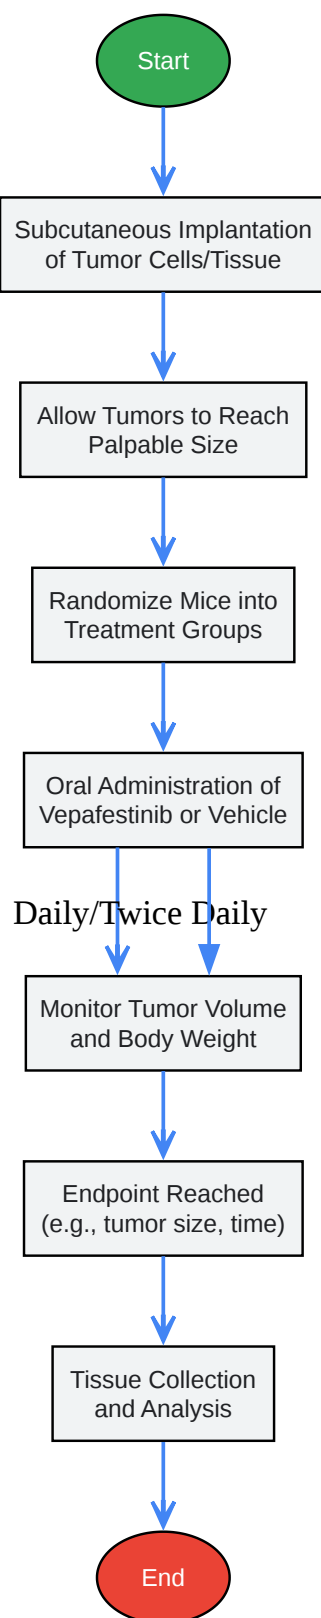 Start
Subcutaneous Implantation
of Tumor Cells/Tissue
Allow Tumors to Reach
Palpable Size
Randomize Mice into
Treatment Groups
Oral Administration of
Vepafestinib or Vehicle
Daily/Twice Daily
Monitor Tumor Volume
and Body Weight
Endpoint Reached
(e.g., tumor size, time)
Tissue Collection
and Analysis
End